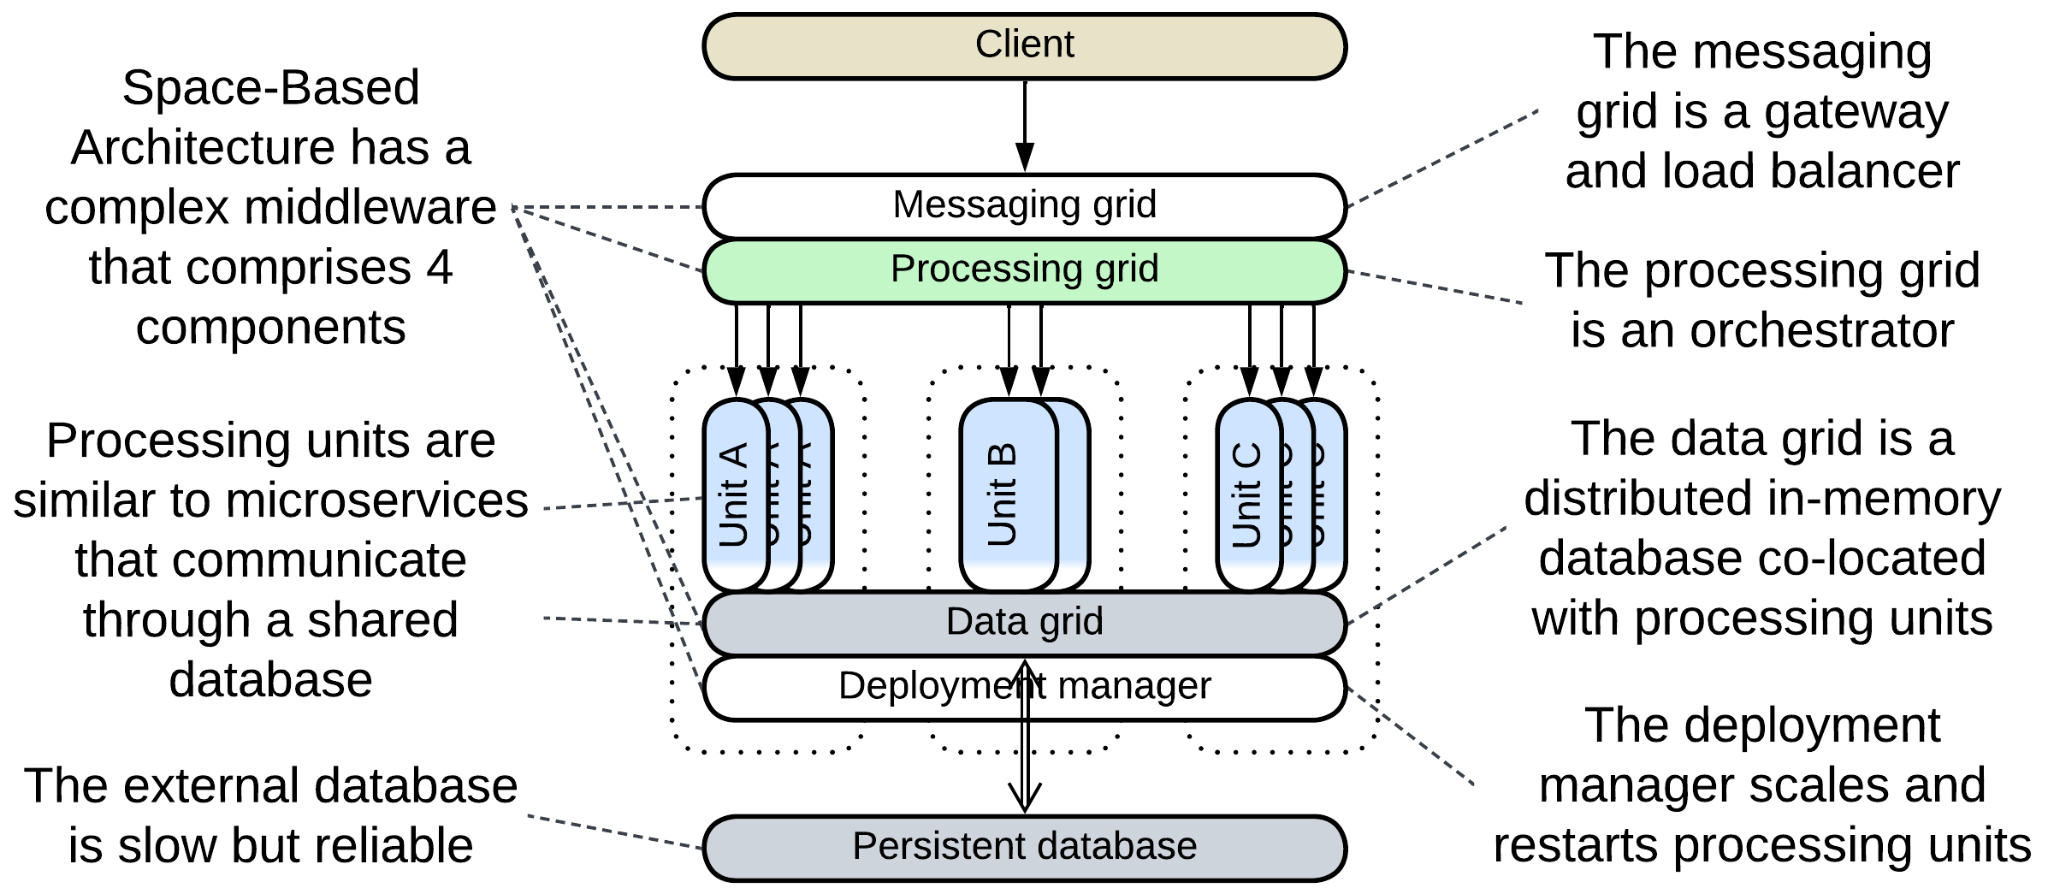 Client
Space-Based
Architecture has a
complex middleware
that comprises 4
components
The messaging
grid is a gateway
and load balancer
Messaging grid
Processing grid
The processing grid
is an orchestrator
Processing units are
similar to microservices
that communicate
through a shared
database
Unit A
Unit A
Unit A
Unit B
Unit C
Unit C
Unit C
The data grid is a
distributed in-memory
database co-located
with processing units
Data grid
Deployment manager
The deployment
manager scales and
restarts processing units
The external database
is slow but reliable
Persistent database